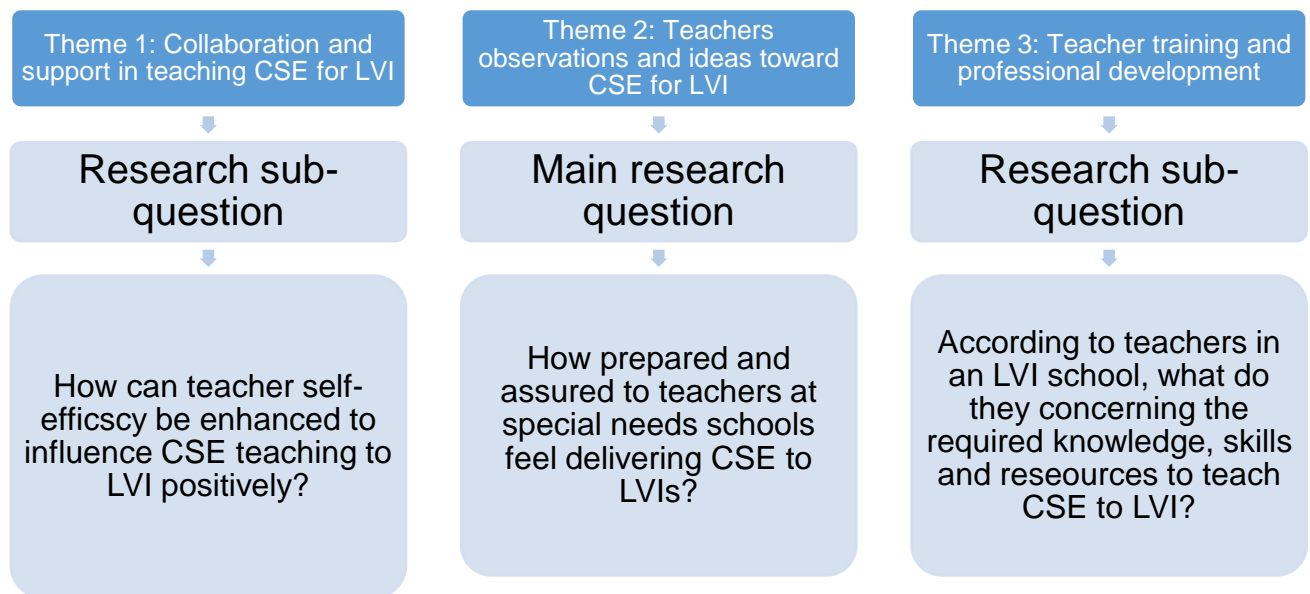 Theme 1: Collaboration and
support in teaching CSE for LVI
Research sub-
question
How can teacher self-
efficscy be enhanced to
influence CSE teaching to
LVI positively?
Theme 2: Teachers
observations and ideas toward
CSE for LVI
Main research
question
How prepared and
assured to teachers at
special needs schools
feel delivering CSE to
LVIs?
Theme 3: Teacher training and
professional development
Research sub-
question
According to teachers in
an LVI school, what do
they concerning the
required knowledge, skills
and reseources to teach
CSE to LVI?